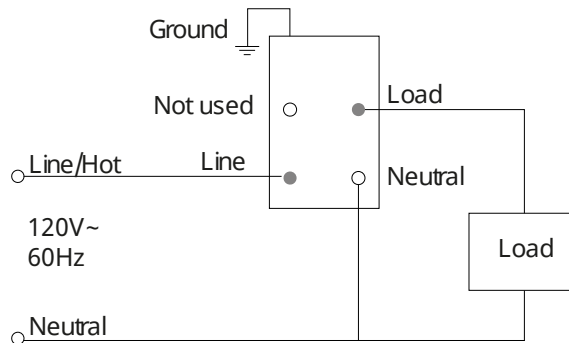 Ground
Not used
Load
Line/Hot
Line
Neutral
120V~
60Hz
Load
Neutral